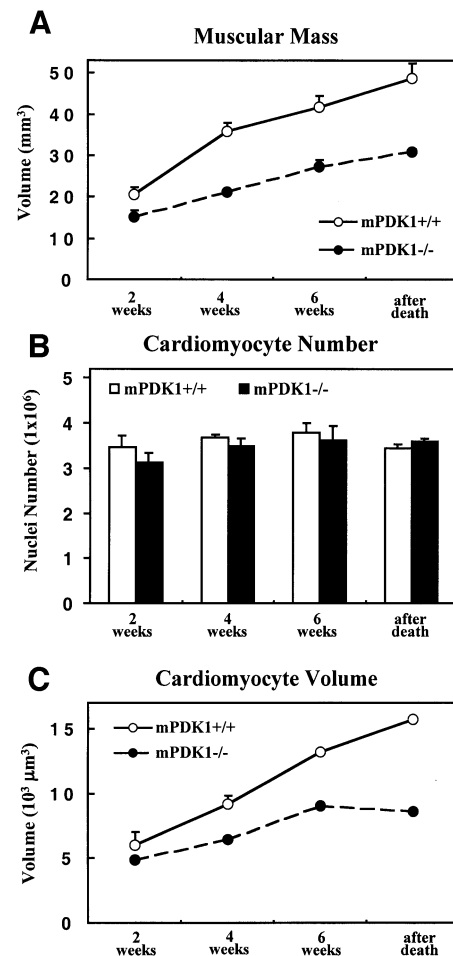 A
Muscular Mass
Volume (mm³)
50
40
30
20
10
0
mPDK1+/+
mPDK1-/-
2 weeks
4 weeks
6 weeks
after death
B
Cardiomyocyte Number
Nuclei Number (1x10⁶)
5
4
3
2
1
0
mPDK1+/+ mPDK1-/-
2 weeks
4 weeks
6 weeks
after death
C
Cardiomyocyte Volume
Volume (10³ µm³)
15
10
5
0
mPDK1+/+
mPDK1-/-
2 weeks
4 weeks
6 weeks
after death